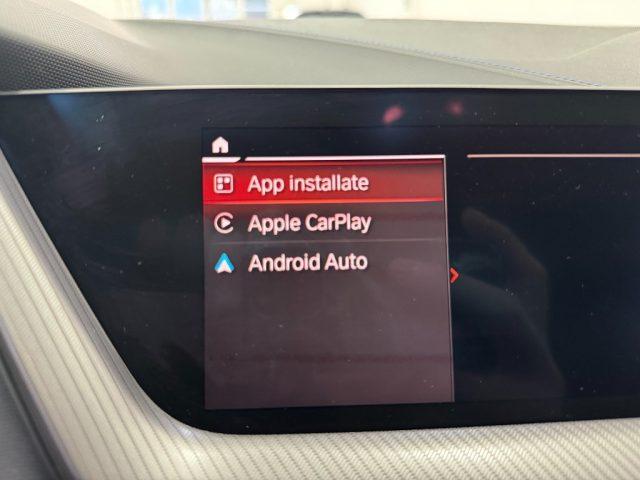 App installate
Apple CarPlay
Android Auto